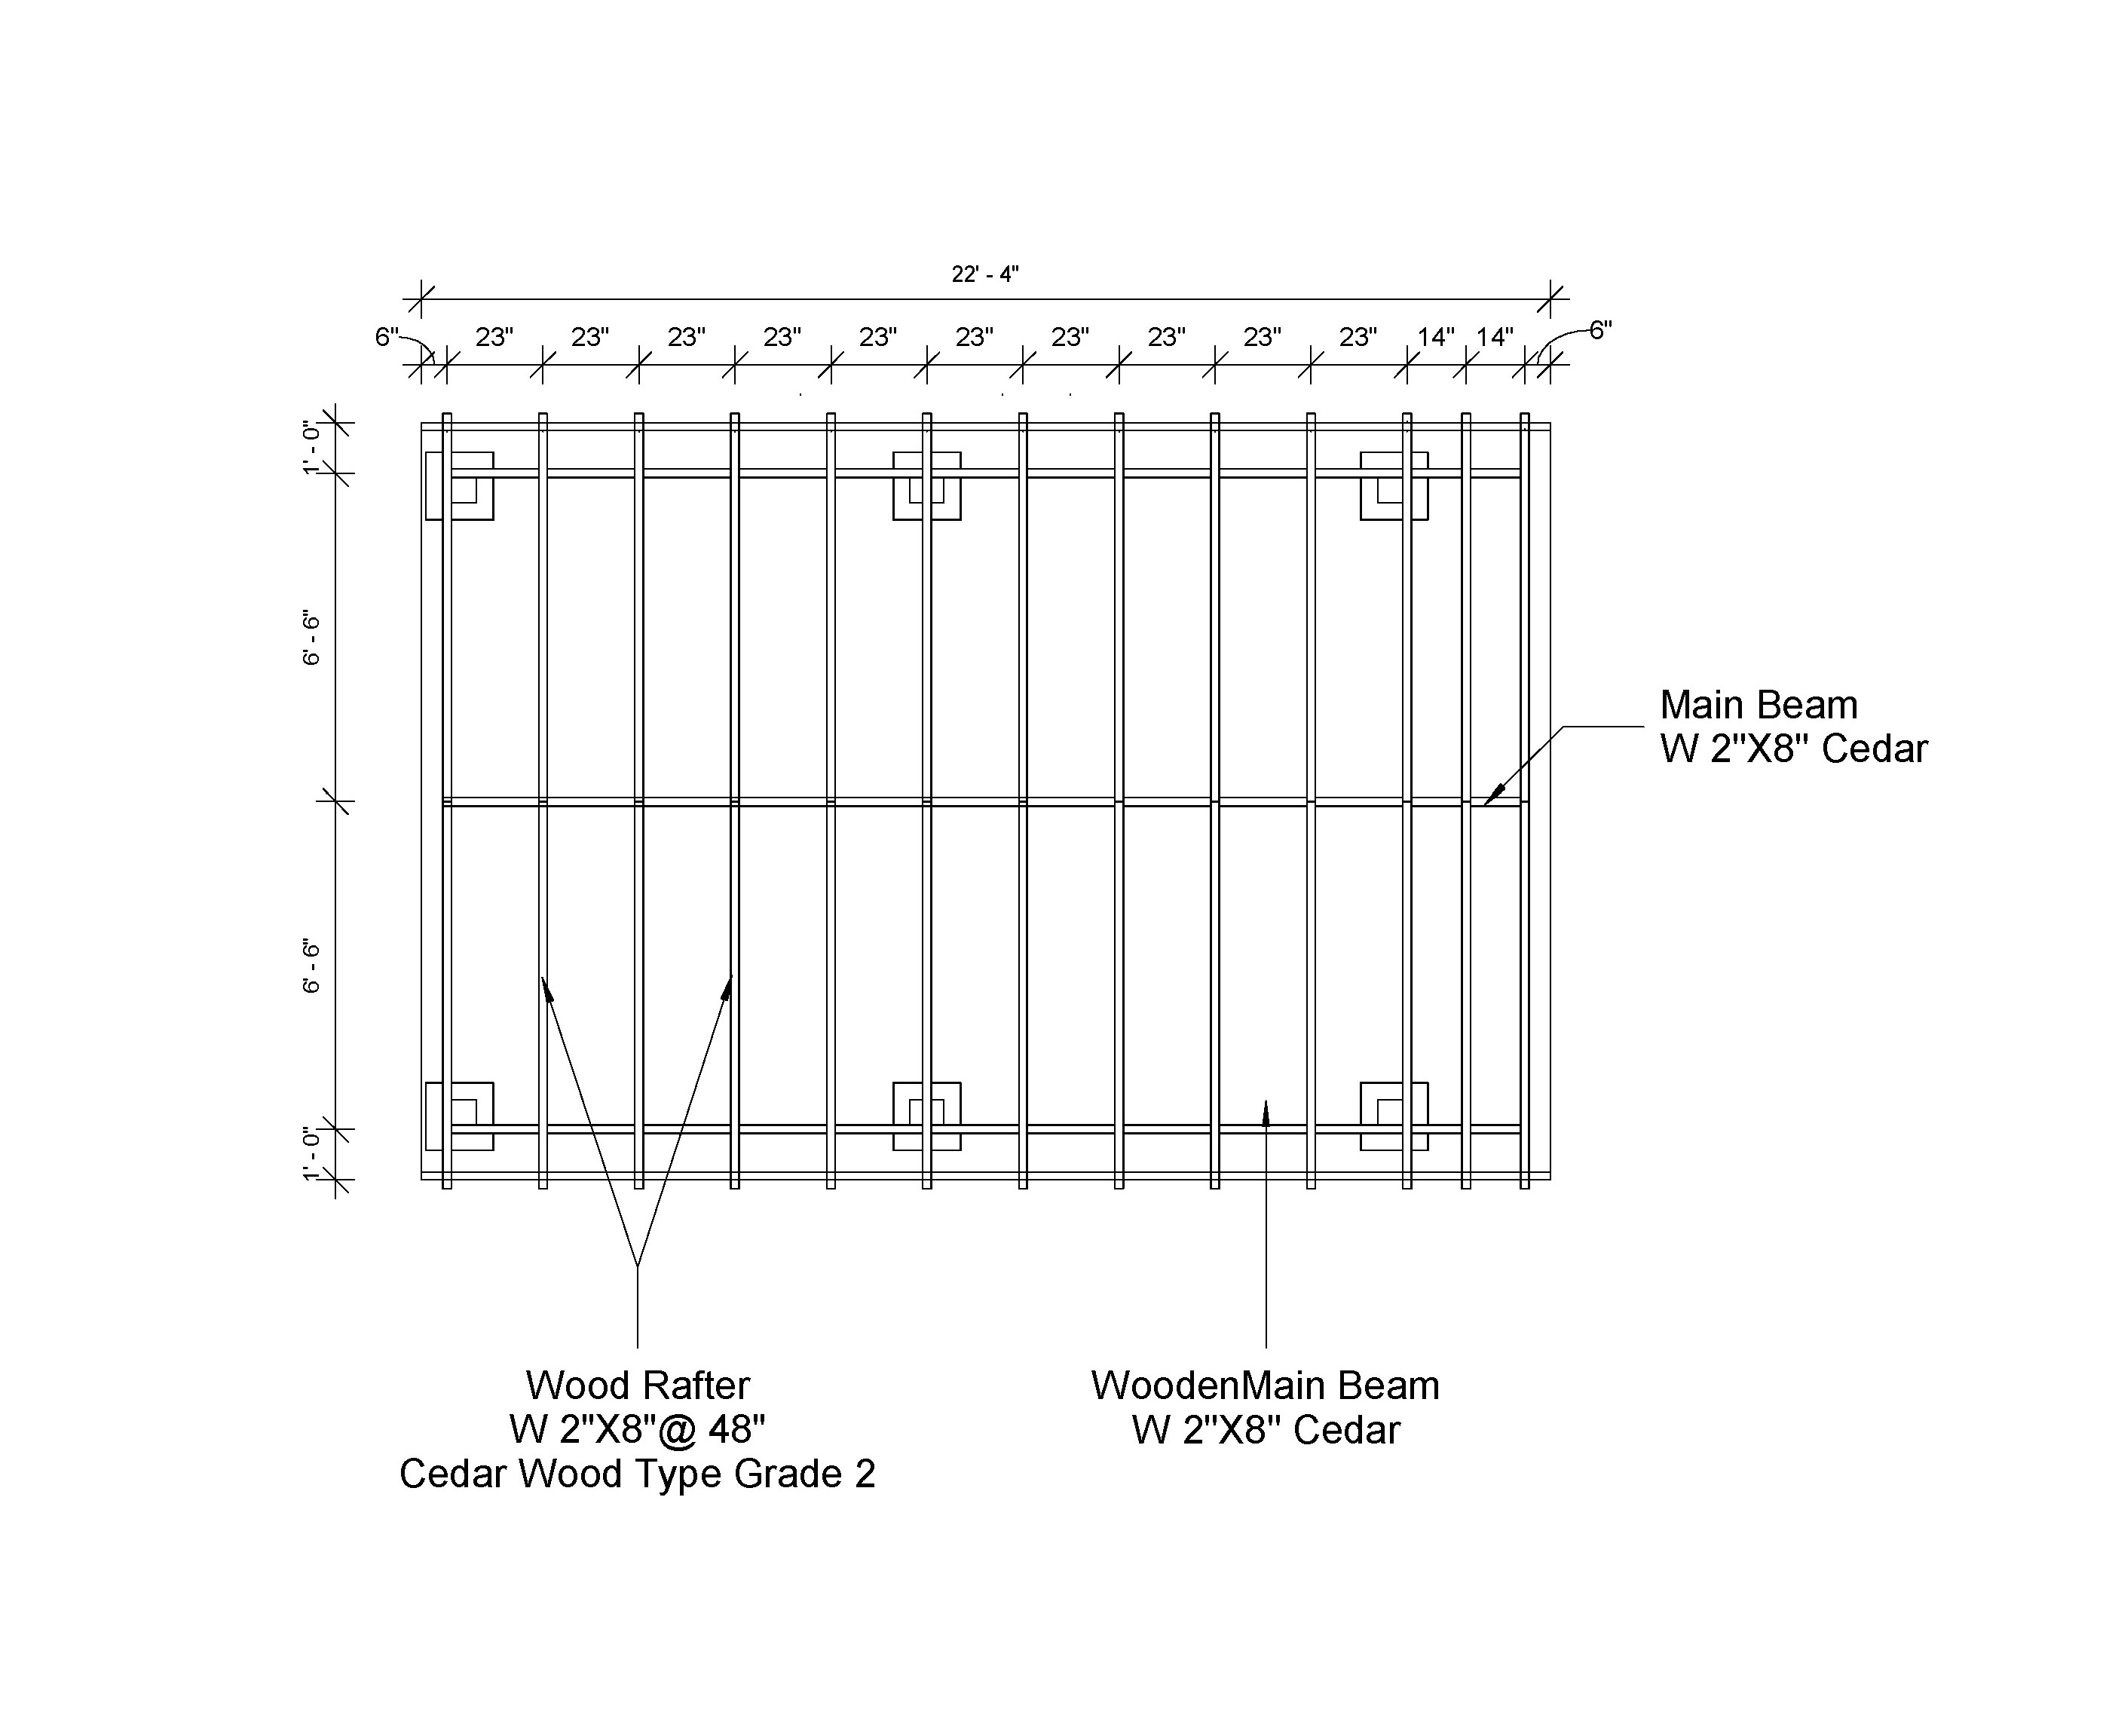 22' - 4"
6" 23" 23" 23" 23" 23" 23" 23" 23" 23" 23" 14" 14" 6"
1' - 0"
6' - 6"
6' - 6"
1' - 0"
Main Beam
W 2"X8" Cedar
Wood Rafter
W 2"X8"@ 48"
Cedar Wood Type Grade 2
WoodenMain Beam
W 2"X8" Cedar